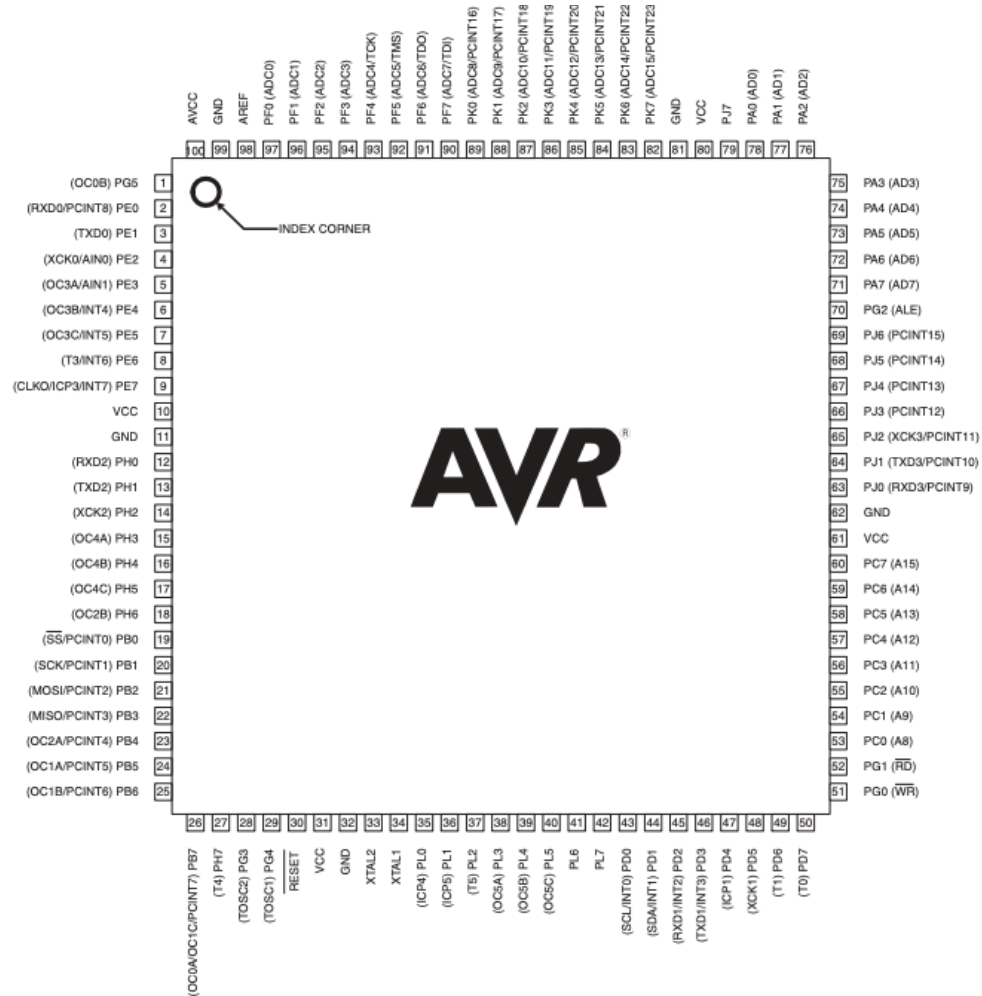 AVCC
GND
AREF
PF0 (ADC0)
PF1 (ADC1)
PF2 (ADC2)
PF3 (ADC3)
PF4 (ADC4/TCK)
PF5 (ADC5/TMS)
PF6 (ADC6/TDO)
PF7 (ADC7/TDI)
PK0 (ADC8/PCINT16)
PK1 (ADC9/PCINT17)
PK2 (ADC10/PCINT18
PK3 (ADC11/PCINT19
PK4 (ADC12/PCINT20
PK5 (ADC13/PCINT21
PK6 (ADC14/PCINT22
PK7 (ADC15/PCINT23
GND
VCC
PJ7
PA0 (AD0)
PA1 (AD1)
PA2 (AD2)
100 99 98 97 96 95 94 93 92 91 90 89 88 87 86 85 84 83 82 81 80 79 78 77 76
(OC0B) PG5 1
(RXD0/PCINT8) PE0 2
(TXD0) PE1 3
(XCK0/AIN0) PE2 4
(OC3A/AIN1) PE3 5
(OC3B/INT4) PE4 6
(OC3C/INT5) PE5 7
(T3/INT6) PE6 8
(CLKO/ICP3/INT7) PE7 9
VCC 10
GND 11
(RXD2) PH0 12
(TXD2) PH1 13
(XCK2) PH2 14
(OC4A) PH3 15
(OC4B) PH4 16
(OC4C) PH5 17
(OC2B) PH6 18
(SS/PCINT0) PB0 19
(SCK/PCINT1) PB1 20
(MOSI/PCINT2) PB2 21
(MISO/PCINT3) PB3 22
(OC2A/PCINT4) PB4 23
(OC1A/PCINT5) PB5 24
(OC1B/PCINT6) PB6 25
INDEX CORNER
AVR®
75 PA3 (AD3)
74 PA4 (AD4)
73 PA5 (AD5)
72 PA6 (AD6)
71 PA7 (AD7)
70 PG2 (ALE)
69 PJ6 (PCINT15)
68 PJ5 (PCINT14)
67 PJ4 (PCINT13)
66 PJ3 (PCINT12)
65 PJ2 (XCK3/PCINT11)
64 PJ1 (TXD3/PCINT10)
63 PJ0 (RXD3/PCINT9)
62 GND
61 VCC
60 PC7 (A15)
59 PC6 (A14)
58 PC5 (A13)
57 PC4 (A12)
56 PC3 (A11)
55 PC2 (A10)
54 PC1 (A9)
53 PC0 (A8)
52 PG1 (RD)
51 PG0 (WR)
26 27 28 29 30 31 32 33 34 35 36 37 38 39 40 41 42 43 44 45 46 47 48 49 50
(OC0A/OC1C/PCINT7) PB7
(T4) PH7
(TOSC2) PG3
(TOSC1) PG4
RESET
VCC
GND
XTAL2
XTAL1
(ICP4) PL0
(ICP5) PL1
(T5) PL2
(OC5A) PL3
(OC5B) PL4
(OC5C) PL5
PL6
PL7
(SCL/INT0) PD0
(SDA/INT1) PD1
(RXD1/INT2) PD2
(TXD1/INT3) PD3
(ICP1) PD4
(XCK1) PD5
(T1) PD6
(T0) PD7